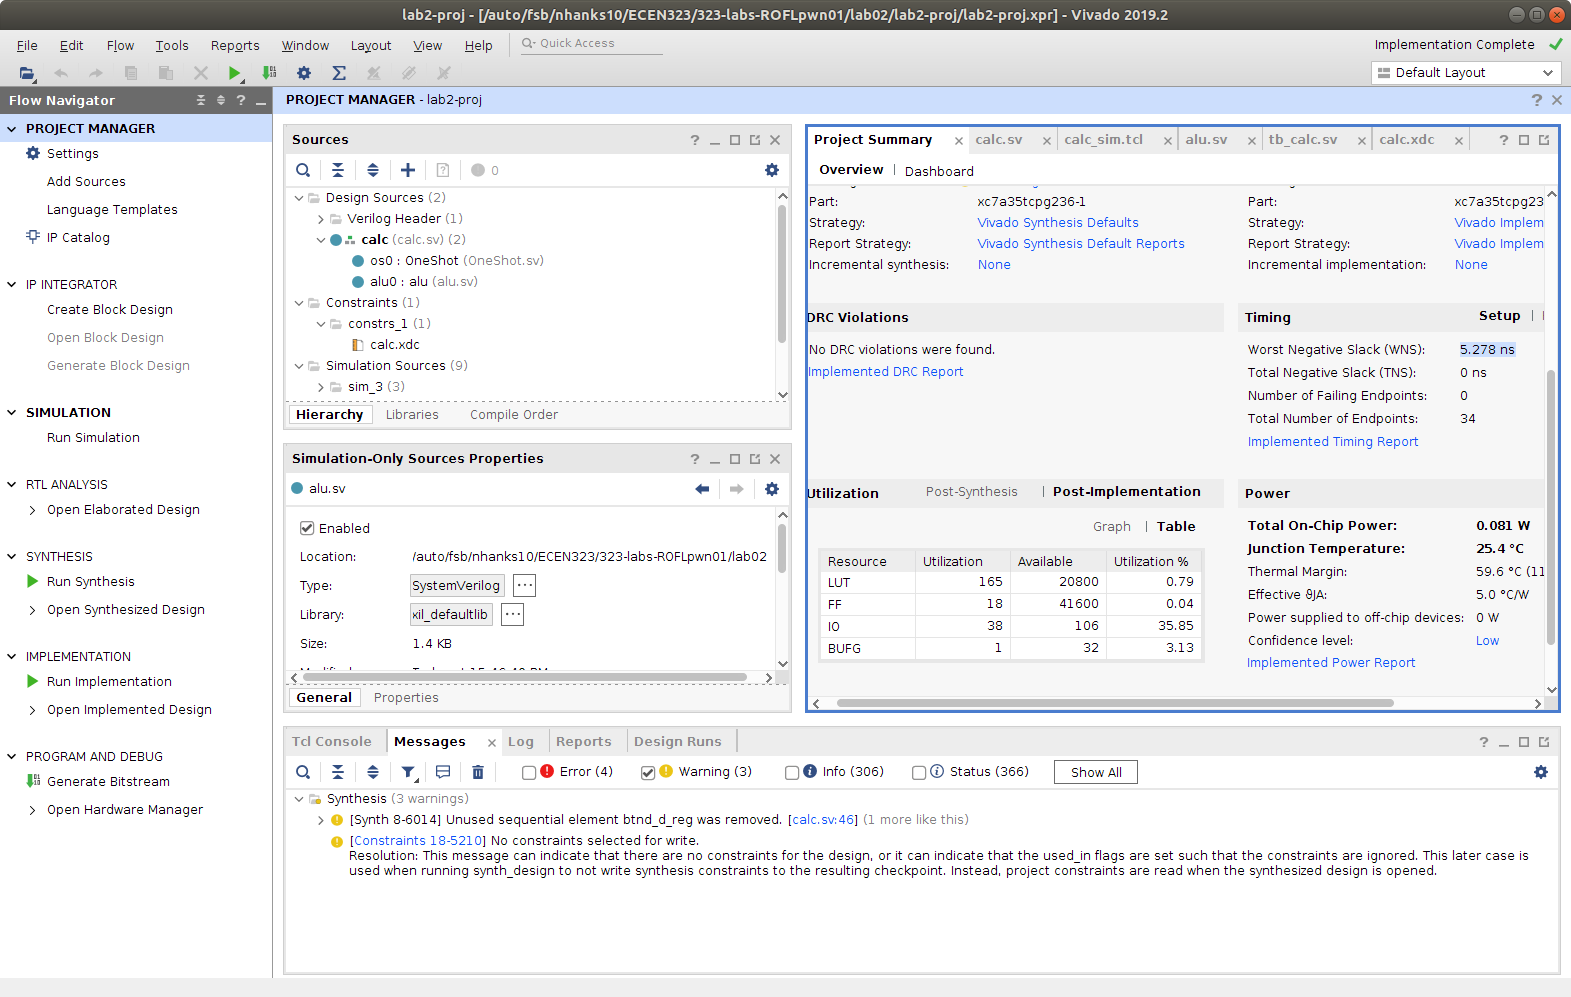 lab2-proj - [/auto/fsb/nhanks10/ECEN323/323-labs-ROFLpwn01/lab02/lab2-proj/lab2-proj.xpr] - Vivado 2019.2
File Edit Flow Tools Reports Window Layout View Help Quick Access
Implementation Complete
Default Layout
Flow Navigator
PROJECT MANAGER
Settings
Add Sources
Language Templates
IP Catalog
IP INTEGRATOR
Create Block Design
Open Block Design
Generate Block Design
SIMULATION
Run Simulation
RTL ANALYSIS
Open Elaborated Design
SYNTHESIS
Run Synthesis
Open Synthesized Design
IMPLEMENTATION
Run Implementation
Open Implemented Design
PROGRAM AND DEBUG
Generate Bitstream
Open Hardware Manager
PROJECT MANAGER - lab2-proj
Sources
0
Design Sources (2)
Verilog Header (1)
calc (calc.sv) (2)
os0 : OneShot (OneShot.sv)
alu0 : alu (alu.sv)
Constraints (1)
constrs_1 (1)
calc.xdc
Simulation Sources (9)
sim_3 (3)
Hierarchy Libraries Compile Order
Simulation-Only Sources Properties
alu.sv
Enabled
Location: /auto/fsb/nhanks10/ECEN323/323-labs-ROFLpwn01/lab02
Type: SystemVerilog ...
Library: xil_defaultlib ...
Size: 1.4 KB
General Properties
Project Summary calc.sv calc_sim.tcl alu.sv tb_calc.sv calc.xdc
Overview | Dashboard
Part: xc7a35tcpg236-1 Part: xc7a35tcpg23
Strategy: Vivado Synthesis Defaults Strategy: Vivado Implem
Report Strategy: Vivado Synthesis Default Reports Report Strategy: Vivado Implem
Incremental synthesis: None Incremental implementation: None
DRC Violations
No DRC violations were found.
Implemented DRC Report
Timing Setup |
Worst Negative Slack (WNS): 5.278 ns
Total Negative Slack (TNS): 0 ns
Number of Failing Endpoints: 0
Total Number of Endpoints: 34
Implemented Timing Report
Utilization Post-Synthesis | Post-Implementation
Graph | Table
Resource Utilization Available Utilization %
LUT 165 20800 0.79
FF 18 41600 0.04
IO 38 106 35.85
BUFG 1 32 3.13
Power
Total On-Chip Power: 0.081 W
Junction Temperature: 25.4 °C
Thermal Margin: 59.6 °C (11
Effective ϑJA: 5.0 °C/W
Power supplied to off-chip devices: 0 W
Confidence level: Low
Implemented Power Report
Tcl Console Messages Log Reports Design Runs
Error (4) Warning (3) Info (306) Status (366) Show All
Synthesis (3 warnings)
[Synth 8-6014] Unused sequential element btnd_d_reg was removed. [calc.sv:46] (1 more like this)
[Constraints 18-5210] No constraints selected for write.
Resolution: This message can indicate that there are no constraints for the design, or it can indicate that the used_in flags are set such that the constraints are ignored. This later case is
used when running synth_design to not write synthesis constraints to the resulting checkpoint. Instead, project constraints are read when the synthesized design is opened.